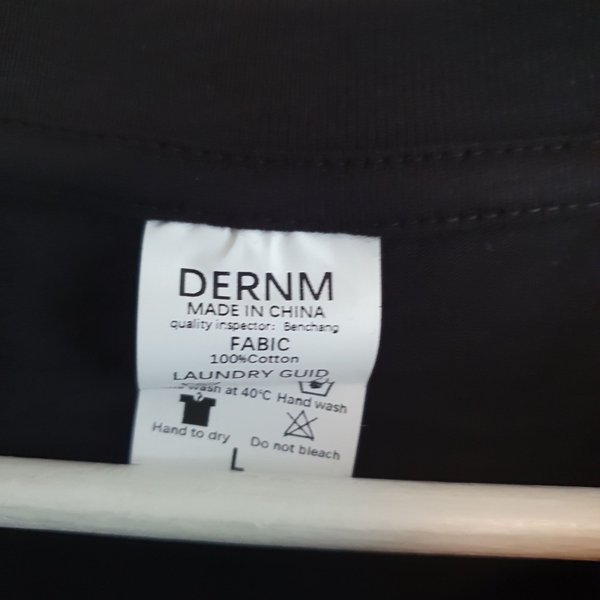 DERNM
MADE IN CHINA
quality inspector: Benchang
FABIC
100%Cotton
LAUNDRY GUID
wash at 40°C Hand wash
Hand to dry Do not bleach
L